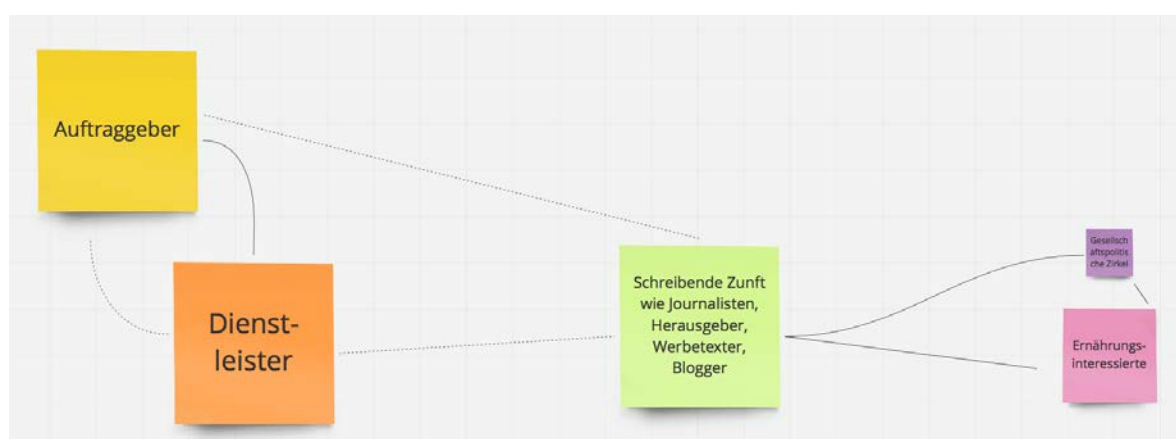 Auftraggeber
Dienst-
leister
Schreibende Zunft
wie Journalisten,
Herausgeber,
Werbetexter,
Blogger
Gesellsch
aftspolitis
che Zirkel
Ernährungs-
interessierte